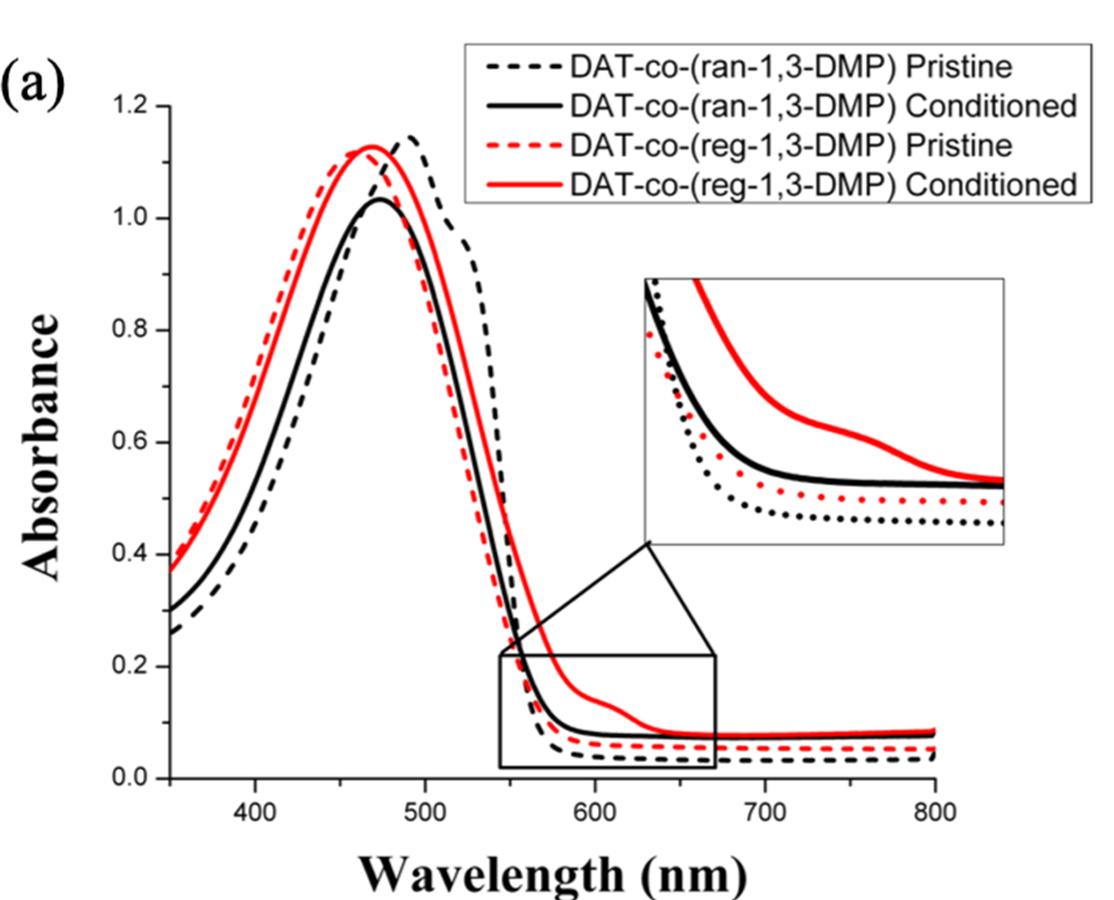 (a)
DAT-co-(ran-1,3-DMP) Pristine
DAT-co-(ran-1,3-DMP) Conditioned
DAT-co-(reg-1,3-DMP) Pristine
DAT-co-(reg-1,3-DMP) Conditioned
1.2
1.0
0.8
0.6
0.4
0.2
0.0
Absorbance
400 500 600 700 800
Wavelength (nm)